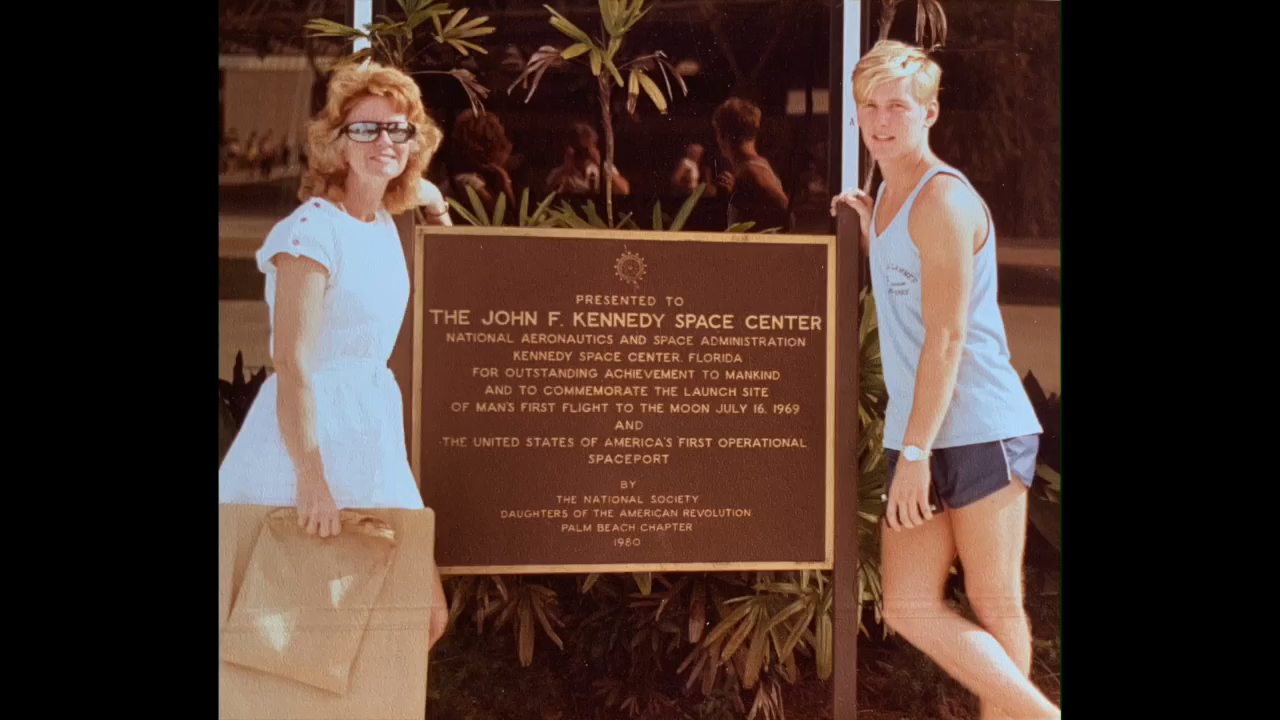 PRESENTED TO
THE JOHN F. KENNEDY SPACE CENTER
NATIONAL AERONAUTICS AND SPACE ADMINISTRATION
KENNEDY SPACE CENTER, FLORIDA
FOR OUTSTANDING ACHIEVEMENT TO MANKIND
AND TO COMMEMORATE THE LAUNCH SITE
OF MAN'S FIRST FLIGHT TO THE MOON JULY 16, 1969
AND
THE UNITED STATES OF AMERICA'S FIRST OPERATIONAL
SPACEPORT
BY
THE NATIONAL SOCIETY
DAUGHTERS OF THE AMERICAN REVOLUTION
PALM BEACH CHAPTER
1980
A